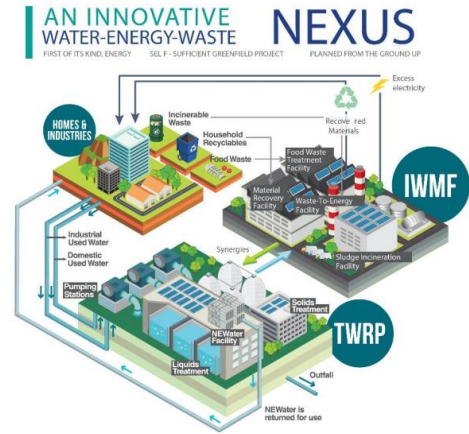 AN INNOVATIVE
WATER-ENERGY-WASTE
NEXUS
FIRST OF ITS KIND, ENERGY SEL F - SUFFICIENT GREENFIELD PROJECT PLANNED FROM THE GROUND UP
Excess
electricity
Recove red
Materials
Incinerable
Waste
HOMES &
INDUSTRIES
Household
Recyclables
Food Waste
Food Waste
Treatment
Facility
Material
Recovery
Facility
Waste-To-Energy
Facility
IWMF
Sludge Incineration
Facility
Industrial
Used Water
Domestic
Used Water
Synergies
Pumping
Stations
Solids
Treatment
NEWater
Facility
TWRP
Liquids
Treatment
Outfall
NEWater is
returned for use